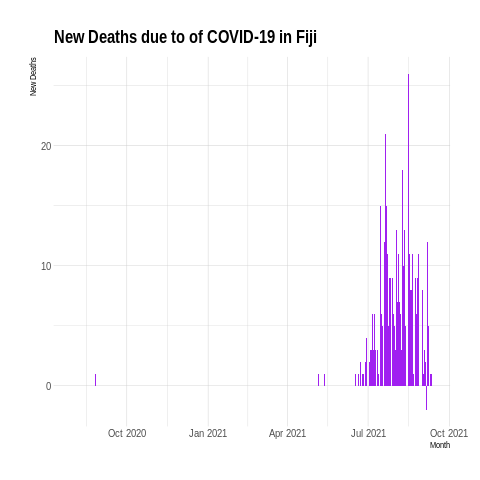 New Deaths due to of COVID-19 in Fiji
New Deaths
20
10
0
Oct 2020 Jan 2021 Apr 2021 Jul 2021 Oct 2021
Month